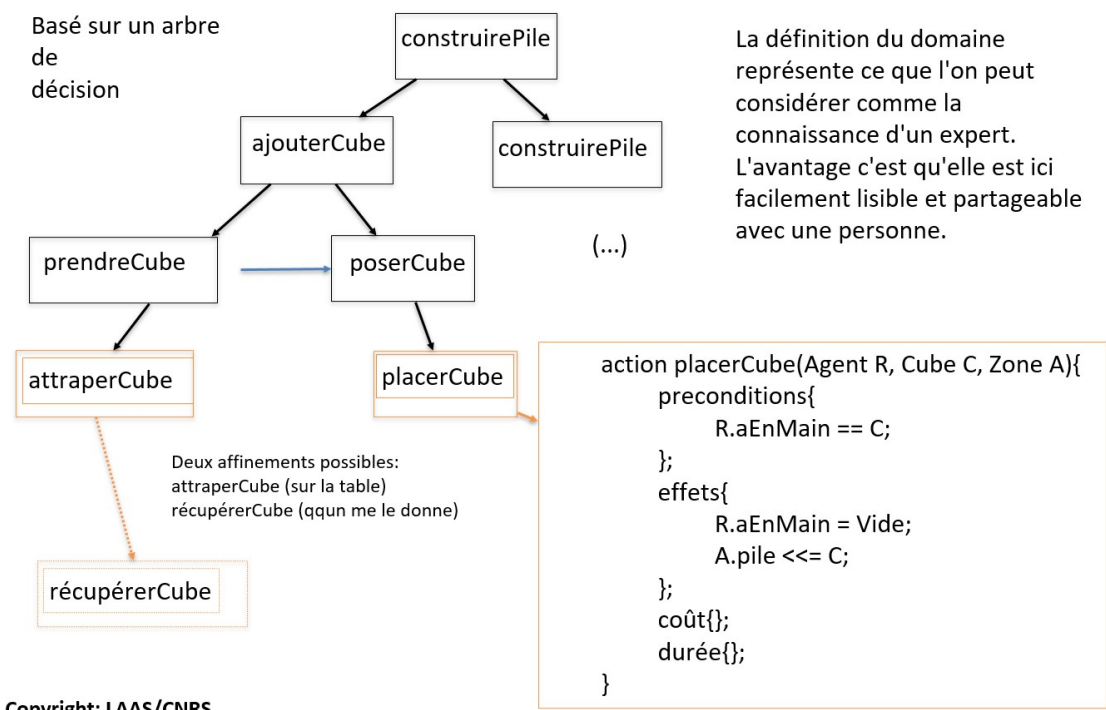 Basé sur un arbre
de
décision
construirePile
La définition du domaine
représente ce que l'on peut
considérer comme la
connaissance d'un expert.
L'avantage c'est qu'elle est ici
facilement lisible et partageable
avec une personne.
ajouterCube
construirePile
prendreCube
poserCube
(...)
attraperCube
placerCube
Deux affinements possibles:
attraperCube (sur la table)
récupérerCube (qqun me le donne)
récupérerCube
action placerCube(Agent R, Cube C, Zone A){
preconditions{
R.aEnMain == C;
};
effets{
R.aEnMain = Vide;
A.pile <<= C;
};
coût{};
durée{};
}
Copyright: LAAS/CNRS